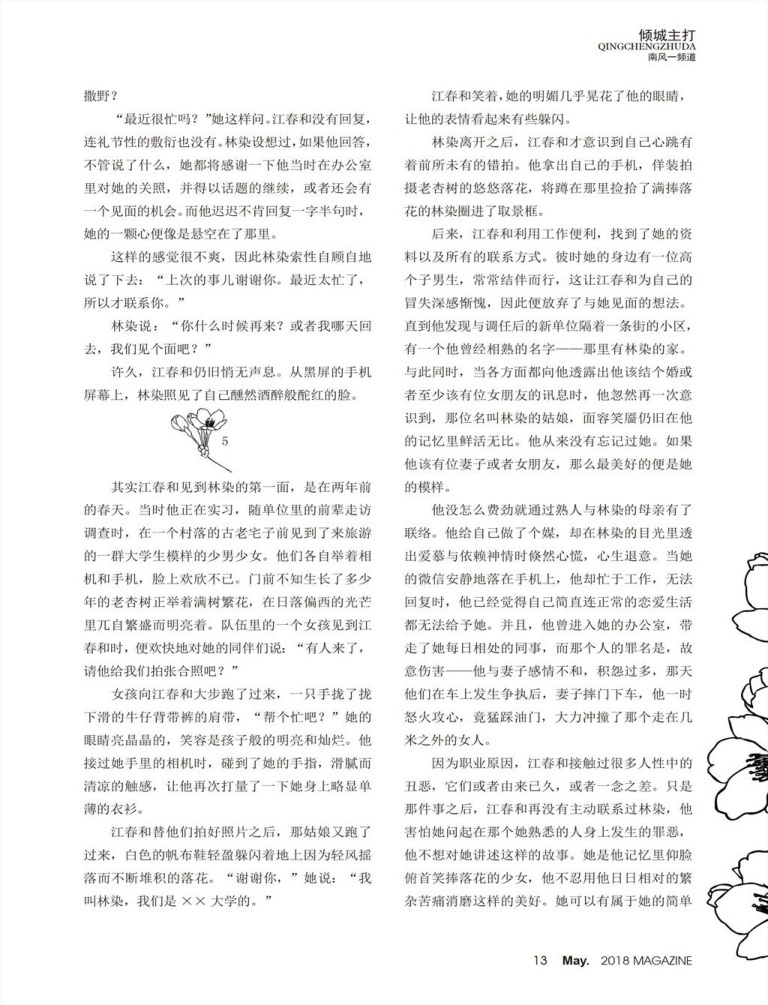 倾城主打
QINGCHENGZHUDA
南风一频道
撒野？
“最近很忙吗？”她这样问。江春和没有回复，
连礼节性的敷衍也没有。林染设想过，如果他回答，
不管说了什么，她都将感谢一下他当时在办公室
里对她的关照，并得以话题的继续，或者还会有
一个见面的机会。而他迟迟不肯回复一字半句时，
她的一颗心便像是悬空在了那里。
这样的感觉很不爽，因此林染索性自顾自地
说了下去：“上次的事儿谢谢你。最近太忙了，
所以才联系你。”
林染说：“你什么时候再来？或者我哪天回
去，我们见个面吧？”
许久，江春和仍旧悄无声息。从黑屏的手机
屏幕上，林染照见了自己醺然酒醉般酡红的脸。
5
其实江春和见到林染的第一面，是在两年前
的春天。当时他正在实习，随单位里的前辈走访
调查时，在一个村落的古老宅子前见到了来旅游
的一群大学生模样的少男少女。他们各自举着相
机和手机，脸上欢欣不已。门前不知生长了多少
年的老杏树正举着满树繁花，在日落偏西的光芒
里兀自繁盛而明亮着。队伍里的一个女孩见到江
春和时，便欢快地对她的同伴们说：“有人来了，
请他给我们拍张合照吧？”
女孩向江春和大步跑了过来，一只手拢了拢
下滑的牛仔背带裤的肩带，“帮个忙吧？”她的
眼睛亮晶晶的，笑容是孩子般的明亮和灿烂。他
接过她手里的相机时，碰到了她的手指，滑腻而
清凉的触感，让他再次打量了一下她身上略显单
薄的衣衫。
江春和替他们拍好照片之后，那姑娘又跑了
过来，白色的帆布鞋轻盈躲闪着地上因为轻风摇
落而不断堆积的落花。“谢谢你，”她说：“我
叫林染，我们是 ×× 大学的。”
江春和笑着，她的明媚几乎晃花了他的眼睛，
让他的表情看起来有些躲闪。
林染离开之后，江春和才意识到自己心跳有
着前所未有的错拍。他拿出自己的手机，佯装拍
摄老杏树的悠悠落花，将蹲在那里捡拾了满捧落
花的林染圈进了取景框。
后来，江春和利用工作便利，找到了她的资
料以及所有的联系方式。彼时她的身边有一位高
个子男生，常常结伴而行，这让江春和为自己的
冒失深感惭愧，因此便放弃了与她见面的想法。
直到他发现与调任后的新单位隔着一条街的小区，
有一个他曾经相熟的名字——那里有林染的家。
与此同时，当各方面都向他透露出他该结个婚或
者至少该有位女朋友的讯息时，他忽然再一次意
识到，那位名叫林染的姑娘，面容笑靥仍旧在他
的记忆里鲜活无比。他从来没有忘记过她。如果
他该有位妻子或者女朋友，那么最美好的便是她
的模样。
他没怎么费劲就通过熟人与林染的母亲有了
联络。他给自己做了个媒，却在林染的目光里透
出爱慕与依赖神情时倏然心慌，心生退意。当她
的微信安静地落在手机上，他却忙于工作，无法
回复时，他已经觉得自己简直连正常的恋爱生活
都无法给予她。并且，他曾进入她的办公室，带
走了她每日相处的同事，而那个人的罪名是，故
意伤害——他与妻子感情不和，积怨过多，那天
他们在车上发生争执后，妻子摔门下车，他一时
怒火攻心，竟猛踩油门，大力冲撞了那个走在几
米之外的女人。
因为职业原因，江春和接触过很多人性中的
丑恶，它们或者由来已久，或者一念之差。只是
那件事之后，江春和再没有主动联系过林染，他
害怕她问起在那个她熟悉的人身上发生的罪恶，
他不想对她讲述这样的故事。她是他记忆里仰脸
俯首笑捧落花的少女，他不忍用他日日相对的繁
杂苦痛消磨这样的美好。她可以有属于她的简单
13 May. 2018 MAGAZINE